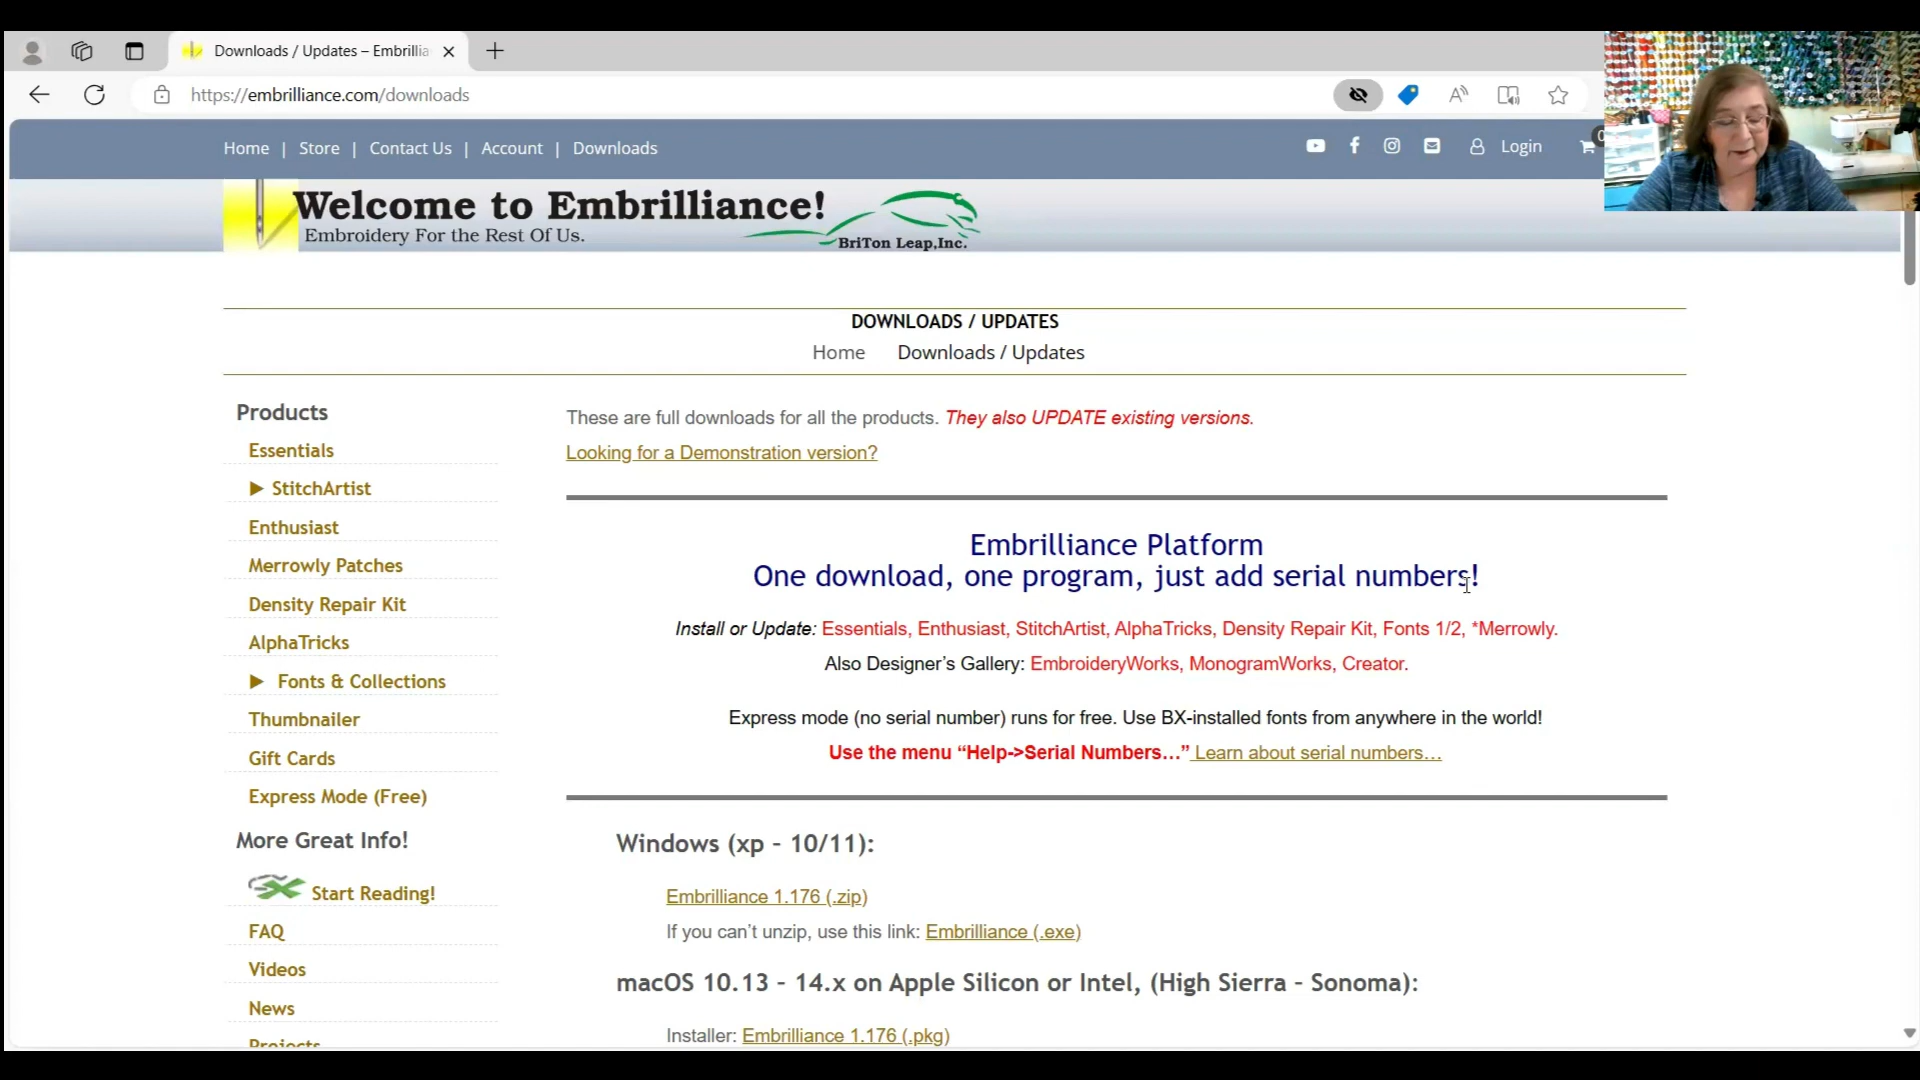 Downloads / Updates – Embrillia
https://embrilliance.com/downloads
Home | Store | Contact Us | Account | Downloads
Login
0
Welcome to Embrilliance!
Embroidery For the Rest Of Us.
BriTon Leap,Inc.
DOWNLOADS / UPDATES
Home Downloads / Updates
Products
Essentials
StitchArtist
Enthusiast
Merrowly Patches
Density Repair Kit
AlphaTricks
Fonts & Collections
Thumbnailer
Gift Cards
Express Mode (Free)
More Great Info!
Start Reading!
FAQ
Videos
News
Projects
These are full downloads for all the products. They also UPDATE existing versions.
Looking for a Demonstration version?
Embrilliance Platform
One download, one program, just add serial numbers!
Install or Update: Essentials, Enthusiast, StitchArtist, AlphaTricks, Density Repair Kit, Fonts 1/2, *Merrowly.
Also Designer’s Gallery: EmbroideryWorks, MonogramWorks, Creator.
Express mode (no serial number) runs for free. Use BX-installed fonts from anywhere in the world!
Use the menu “Help->Serial Numbers…” Learn about serial numbers…
Windows (xp – 10/11):
Embrilliance 1.176 (.zip)
If you can’t unzip, use this link: Embrilliance (.exe)
macOS 10.13 – 14.x on Apple Silicon or Intel, (High Sierra – Sonoma):
Installer: Embrilliance 1.176 (.pkg)